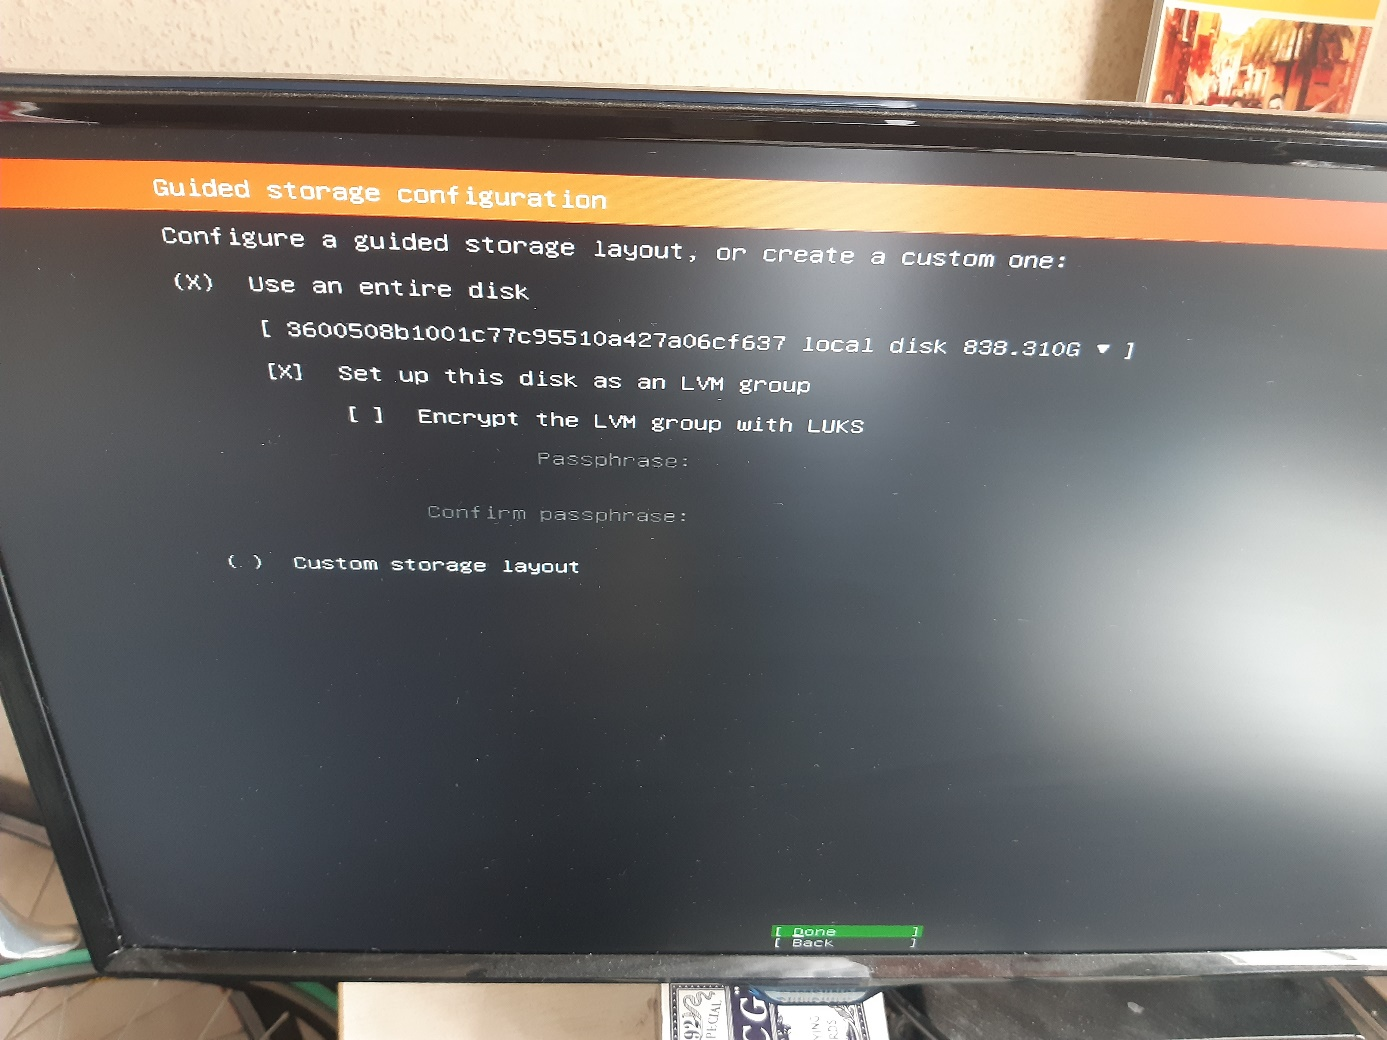 Guided storage configuration
Configure a guided storage layout, or create a custom one:
(X) Use an entire disk
[ 3600508b1001c77c95510a427a06cf637 local disk 838.310G ▼ ]
[X] Set up this disk as an LVM group
[ ] Encrypt the LVM group with LUKS
Passphrase:
Confirm passphrase:
( ) Custom storage layout
[ Done ]
[ Back ]
SAMSUNG